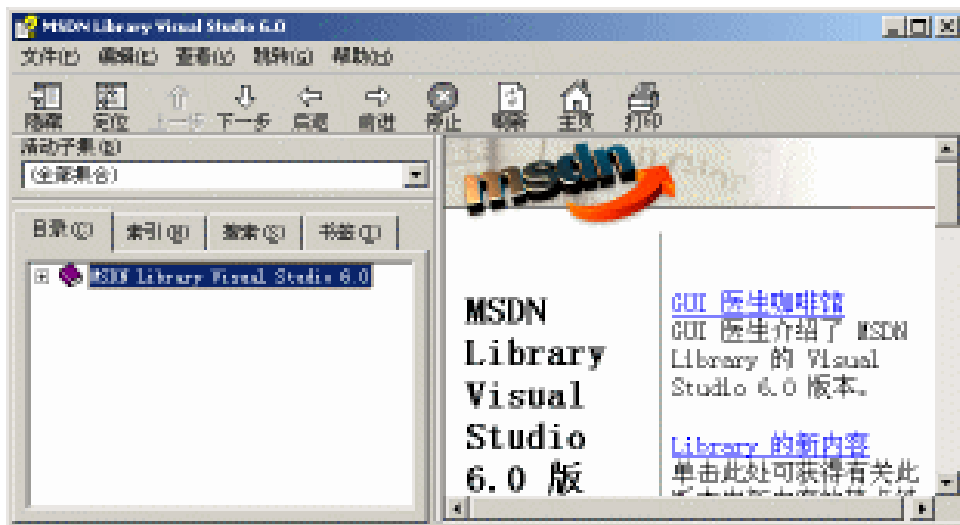 MSDN Library Visual Studio 6.0
文件(F) 编辑(E) 查看(V) 跳转(G) 帮助(H)
隐藏 定位 上一步 下一步 后退 前进 停止 刷新 主页 打印
活动子集(B)
(全部集合)
目录(C) 索引(N) 搜索(S) 书签(I)
MSDN Library Visual Studio 6.0
msdn
MSDN
Library
Visual
Studio
6.0 版
GUI 医生咖啡馆
GUI 医生介绍了 MSDN
Library 的 Visual
Studio 6.0 版本。
Library 的新内容
单击此处可获得有关此